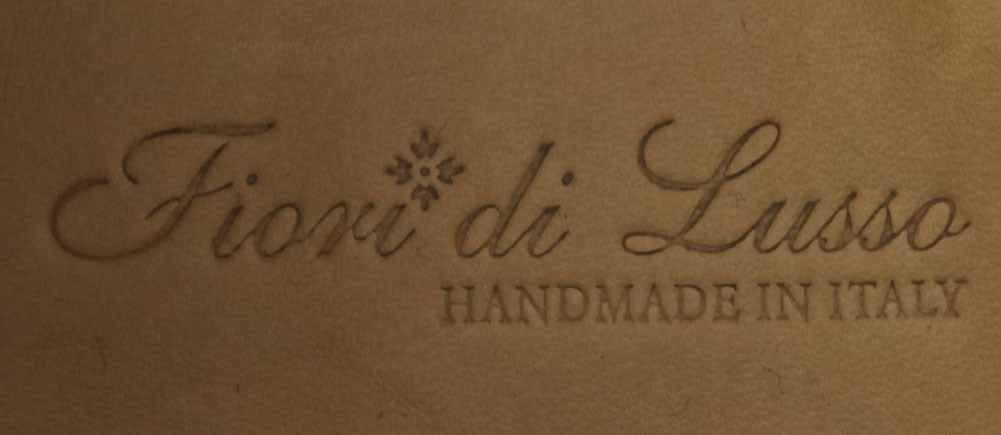 Fiori di Lusso
HANDMADE IN ITALY